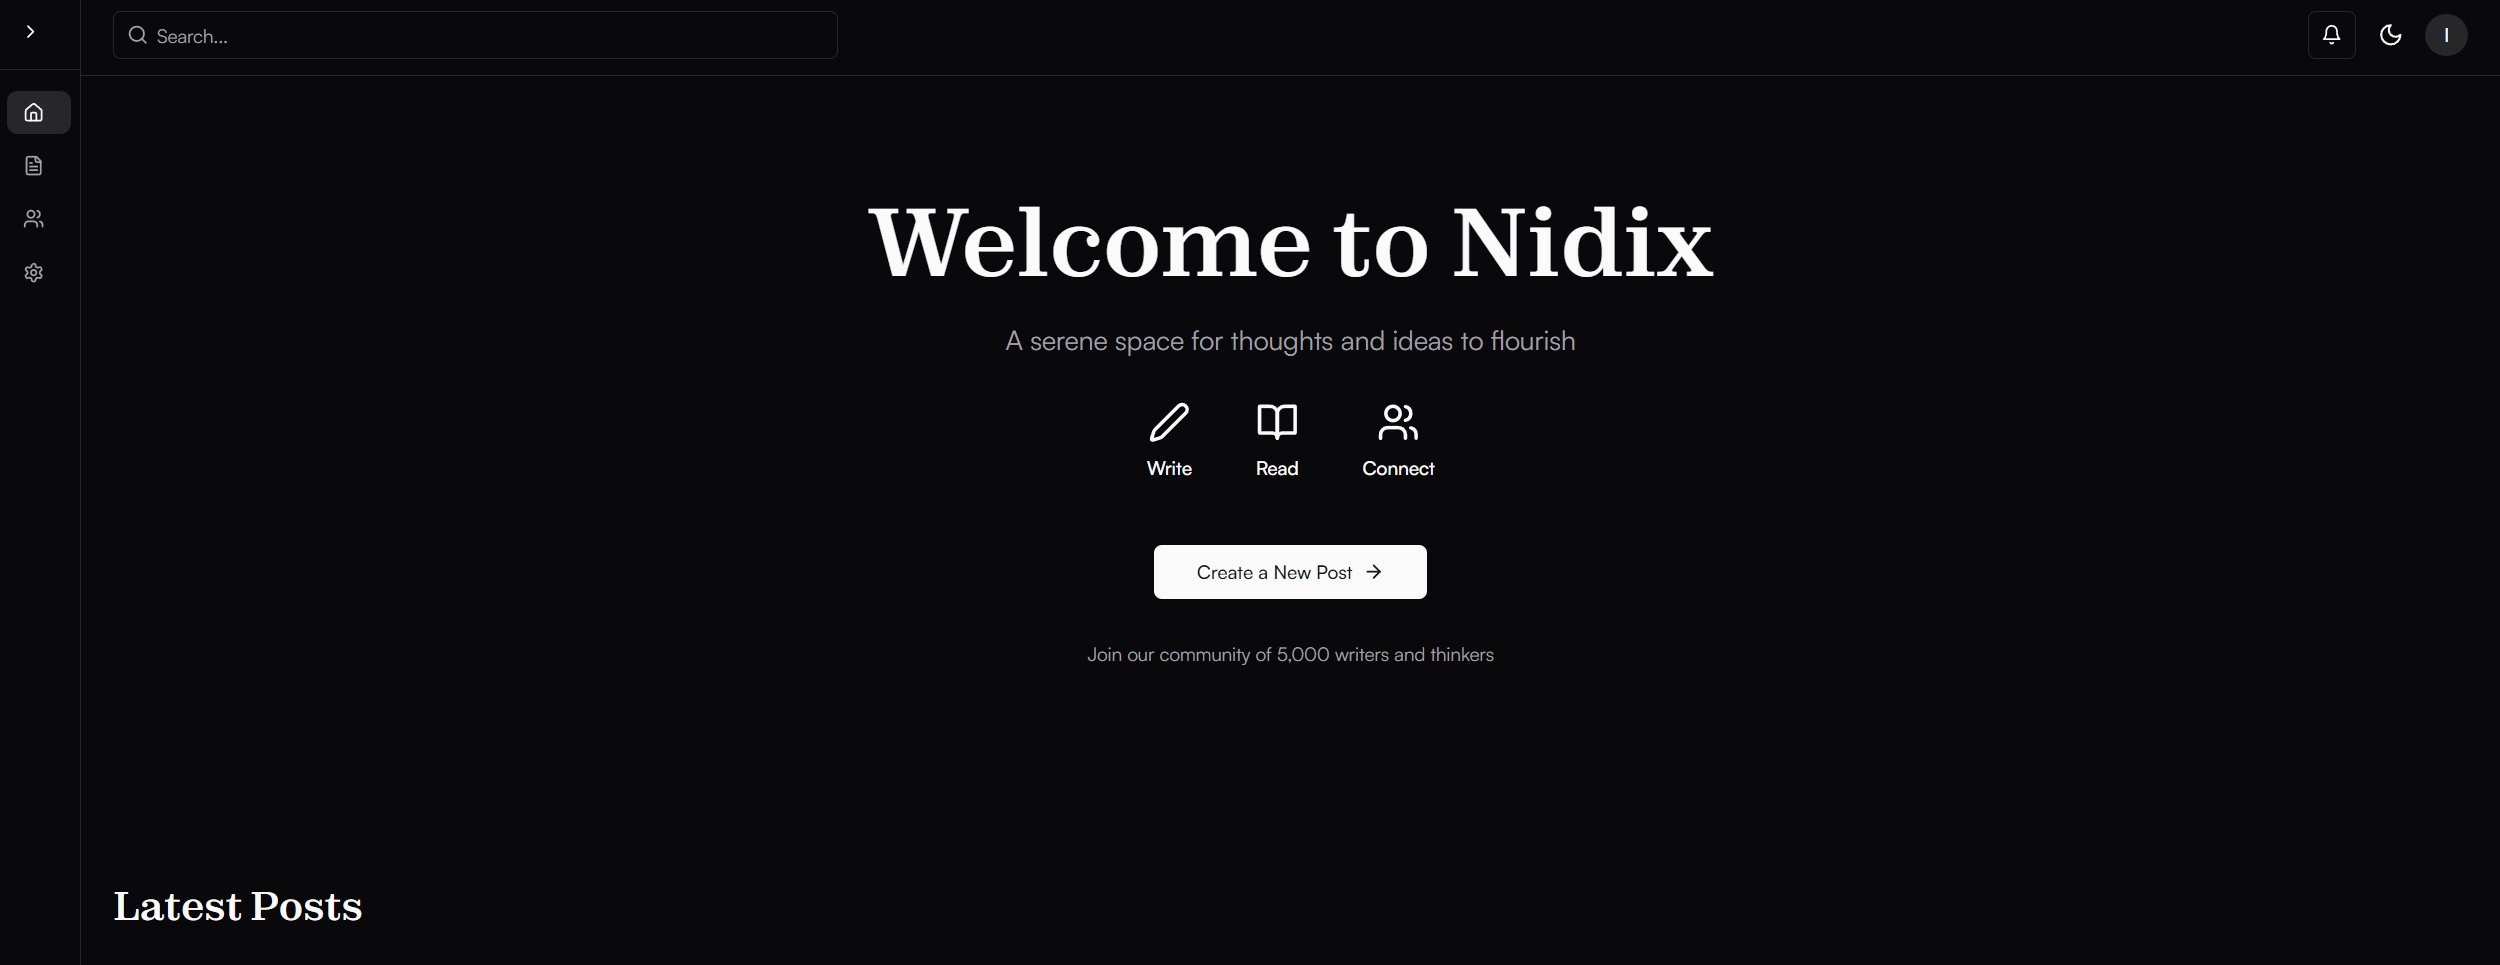 Search...
I
Welcome to Nidix
A serene space for thoughts and ideas to flourish
Write
Read
Connect
Create a New Post
Join our community of 5,000 writers and thinkers
Latest Posts